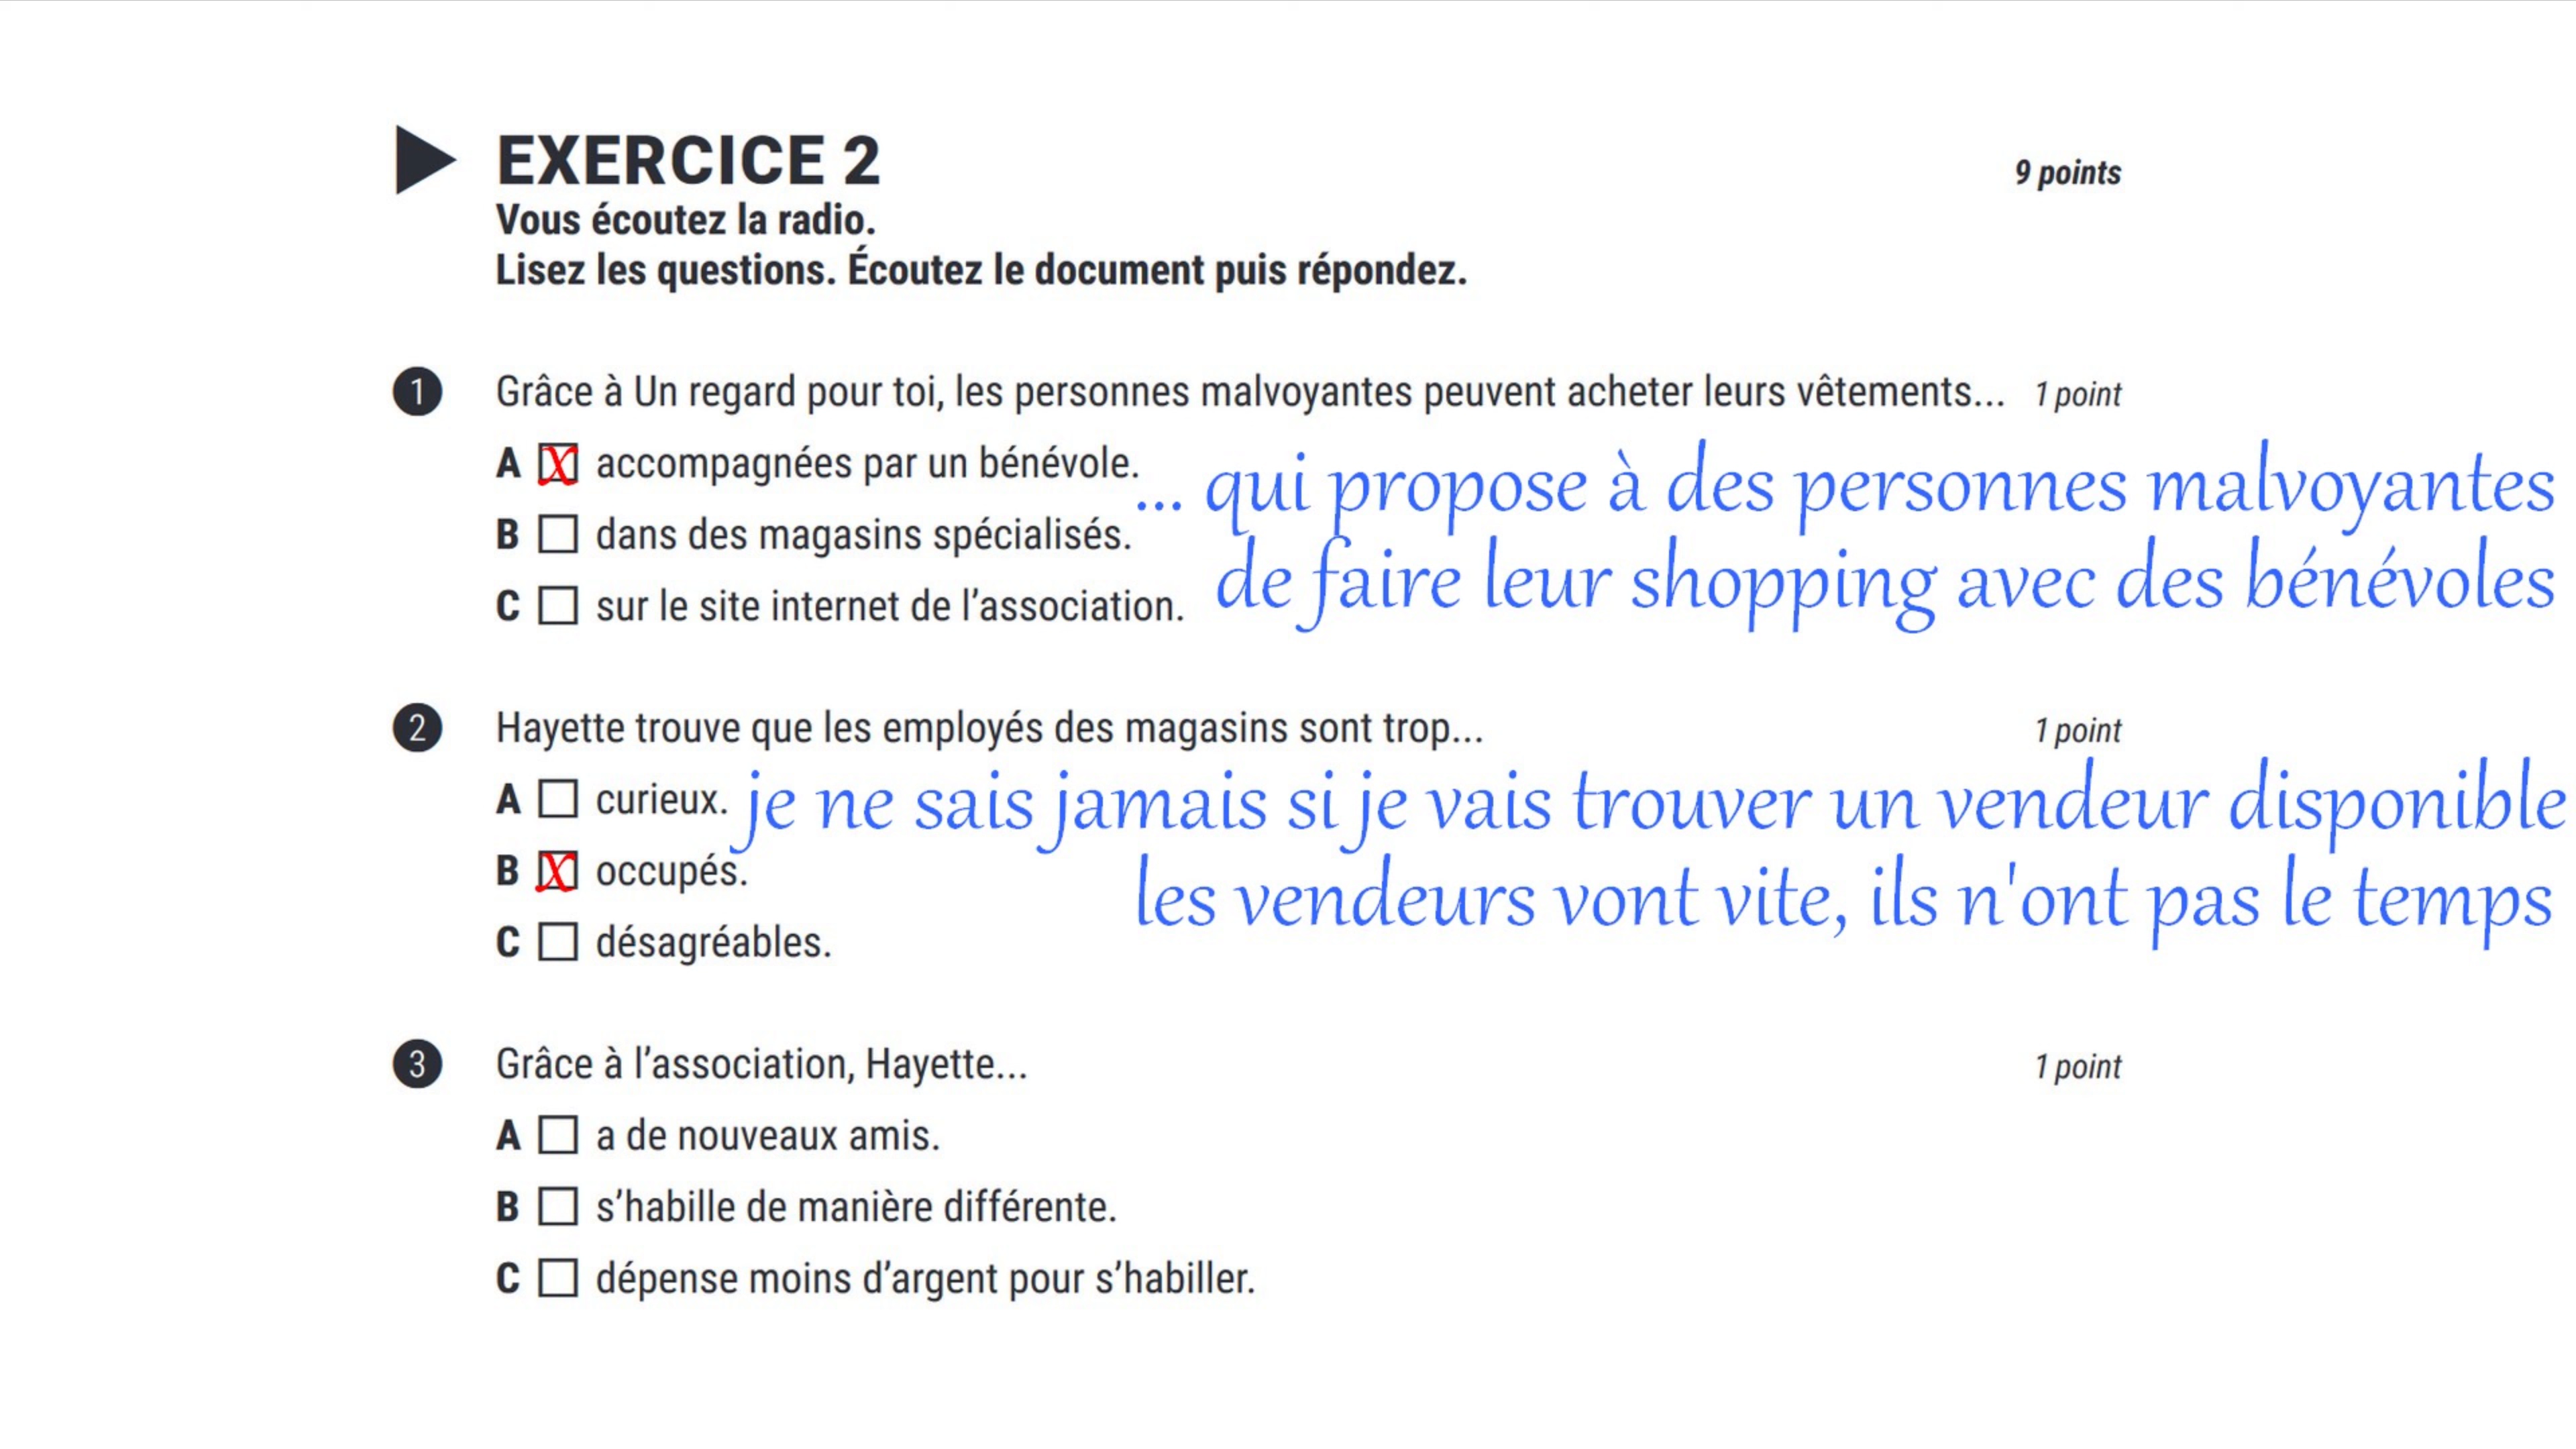 EXERCICE 2
9 points
Vous écoutez la radio.
Lisez les questions. Écoutez le document puis répondez.
1 Grâce à Un regard pour toi, les personnes malvoyantes peuvent acheter leurs vêtements... 1 point
A X accompagnées par un bénévole.
... qui propose à des personnes malvoyantes
B dans des magasins spécialisés.
de faire leur shopping avec des bénévoles
C sur le site internet de l’association.
2 Hayette trouve que les employés des magasins sont trop... 1 point
A curieux.
je ne sais jamais si je vais trouver un vendeur disponible
B X occupés.
les vendeurs vont vite, ils n'ont pas le temps
C désagréables.
3 Grâce à l’association, Hayette... 1 point
A a de nouveaux amis.
B s’habille de manière différente.
C dépense moins d’argent pour s’habiller.